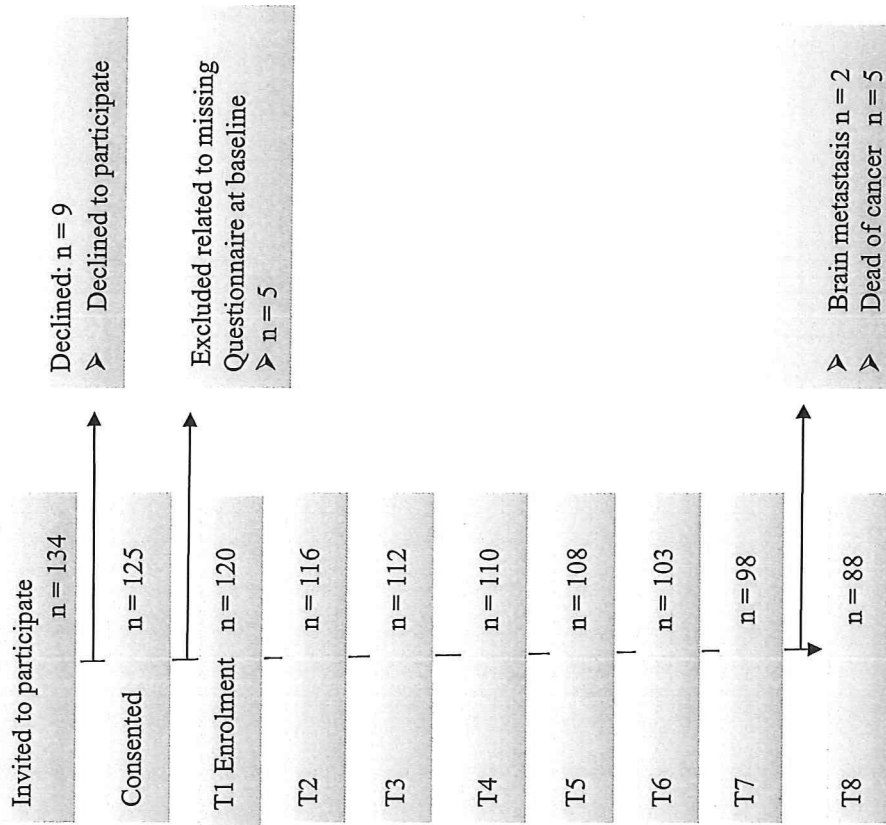 Invited to participate
n = 134
Declined: n = 9
➢ Declined to participate
Consented n = 125
Excluded related to missing
Questionnaire at baseline
➢ n = 5
T1 Enrolment n = 120
T2 n = 116
T3 n = 112
T4 n = 110
T5 n = 108
T6 n = 103
T7 n = 98
➢ Brain metastasis n = 2
➢ Dead of cancer n = 5
T8 n = 88